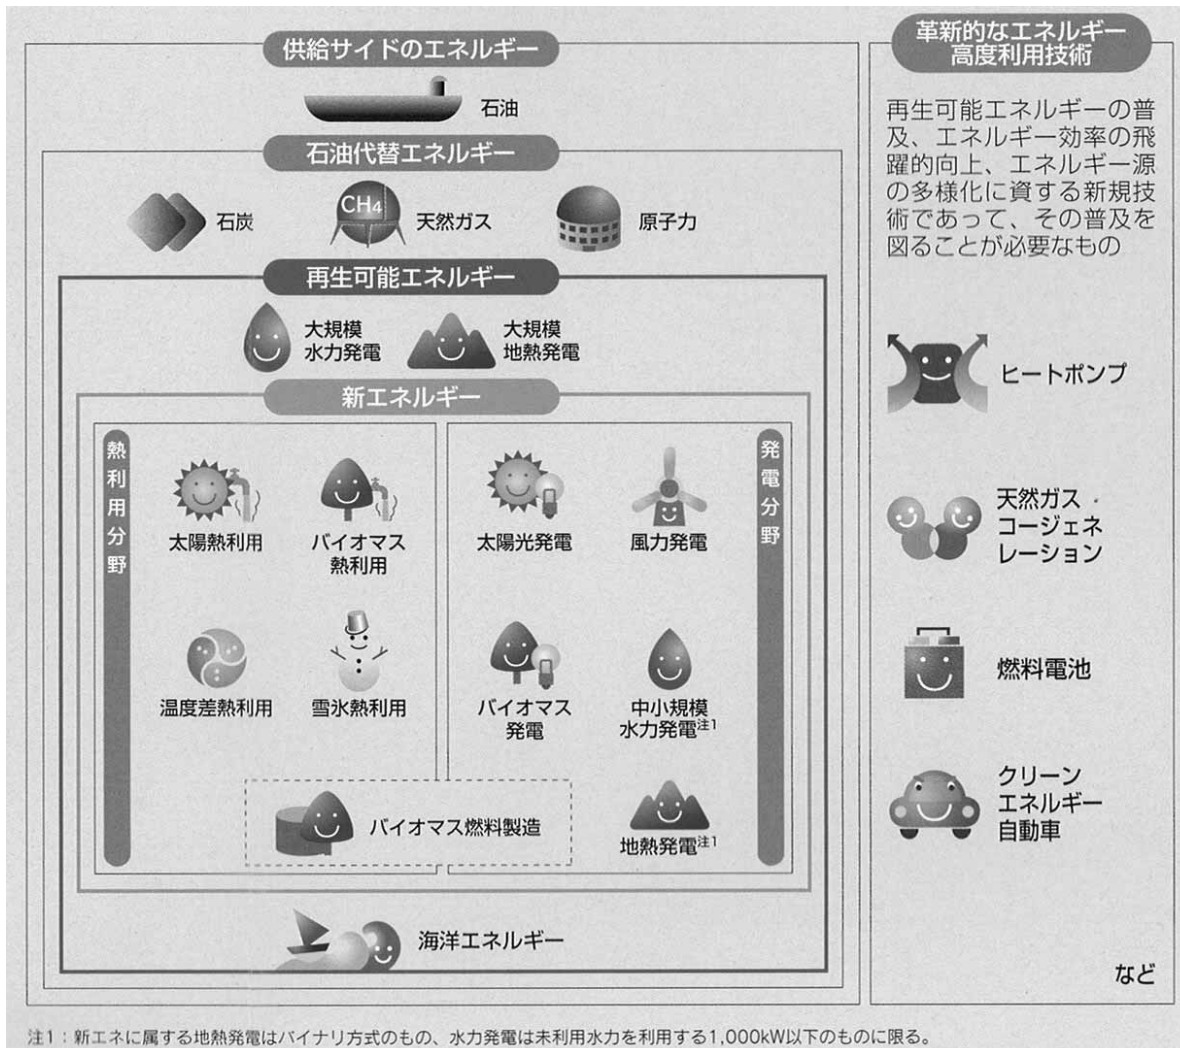 供給サイドのエネルギー
石油
石油代替エネルギー
石炭
CH4
天然ガス
原子力
再生可能エネルギー
大規模
水力発電
大規模
地熱発電
新エネルギー
熱利用分野
太陽熱利用
バイオマス
熱利用
太陽光発電
風力発電
発電分野
温度差熱利用
雪氷熱利用
バイオマス
発電
中小規模
水力発電注1
バイオマス燃料製造
地熱発電注1
海洋エネルギー
革新的なエネルギー
高度利用技術
再生可能エネルギーの普
及、エネルギー効率の飛
躍的向上、エネルギー源
の多様化に資する新規技
術であって、その普及を
図ることが必要なもの
ヒートポンプ
天然ガス
コージェネ
レーション
燃料電池
クリーン
エネルギー
自動車
など
注1：新エネに属する地熱発電はバイナリ方式のもの、水力発電は未利用水力を利用する1,000kW以下のものに限る。